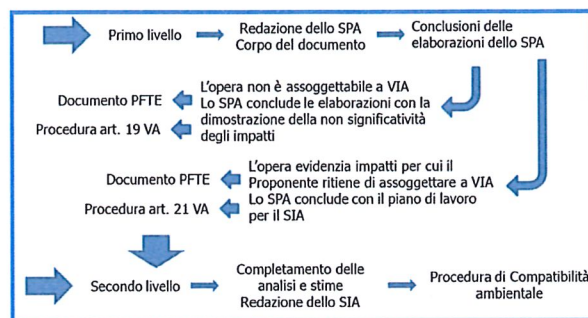 Primo livello
Redazione dello SPA
Corpo del documento
Conclusioni delle
elaborazioni dello SPA
L'opera non è assoggettabile a VIA
Documento PFTE
Lo SPA conclude le elaborazioni con la
dimostrazione della non significatività
Procedura art. 19 VA
degli impatti
L'opera evidenzia impatti per cui il
Documento PFTE
Proponente ritiene di assoggettare a VIA
Procedura art. 21 VA
Lo SPA conclude con il piano di lavoro
per il SIA
Secondo livello
Completamento delle
analisi e stime
Redazione dello SIA
Procedura di Compatibilità
ambientale